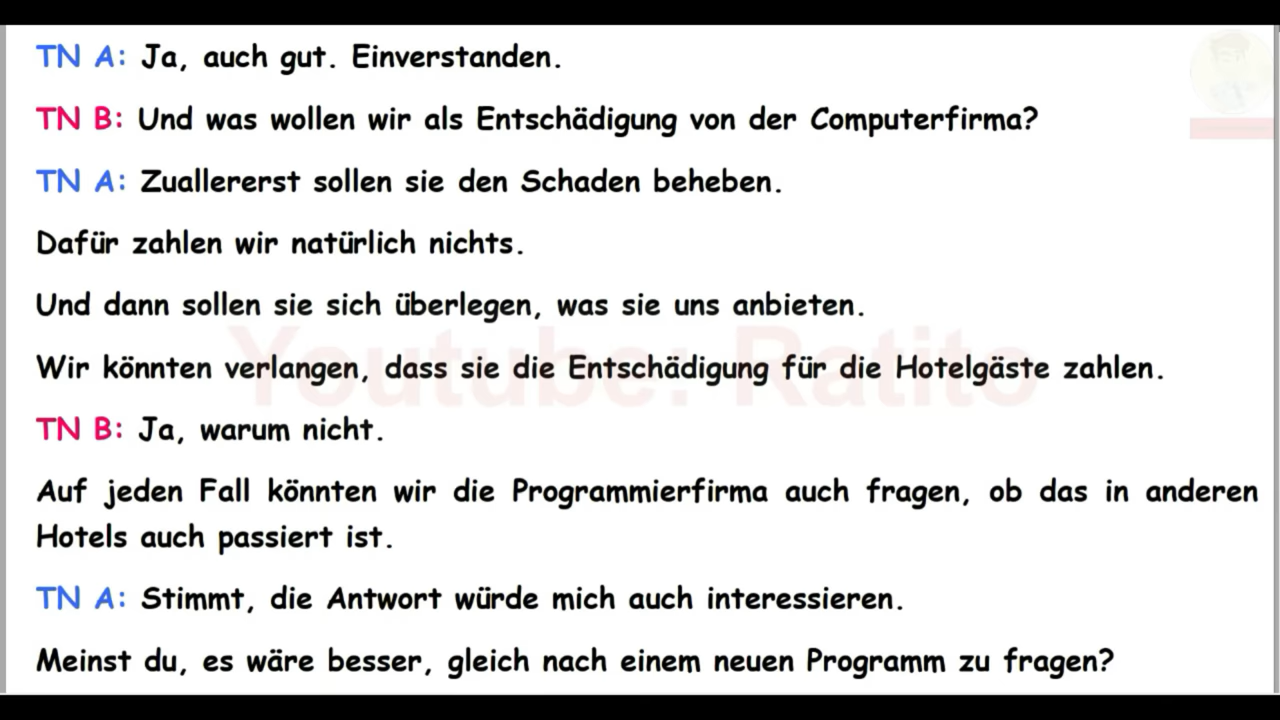 TN A: Ja, auch gut. Einverstanden.
TN B: Und was wollen wir als Entschädigung von der Computerfirma?
TN A: Zuallererst sollen sie den Schaden beheben.
Dafür zahlen wir natürlich nichts.
Und dann sollen sie sich überlegen, was sie uns anbieten.
Youtube: Ratito
Wir könnten verlangen, dass sie die Entschädigung für die Hotelgäste zahlen.
TN B: Ja, warum nicht.
Auf jeden Fall könnten wir die Programmierfirma auch fragen, ob das in anderen
Hotels auch passiert ist.
TN A: Stimmt, die Antwort würde mich auch interessieren.
Meinst du, es wäre besser, gleich nach einem neuen Programm zu fragen?